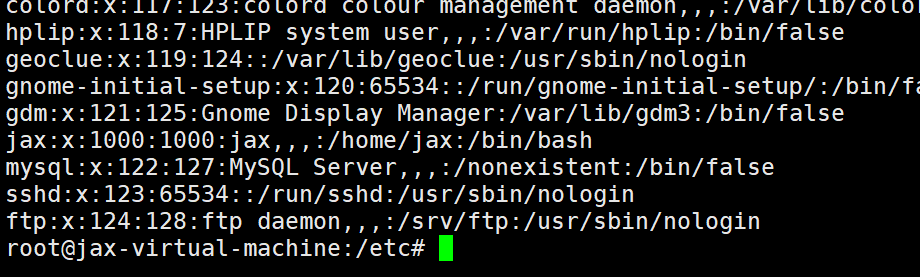 colord:x:117:123:colord colour management daemon,,,:/var/lib/color
hplip:x:118:7:HPLIP system user,,,:/var/run/hplip:/bin/false
geoclue:x:119:124::/var/lib/geoclue:/usr/sbin/nologin
gnome-initial-setup:x:120:65534::/run/gnome-initial-setup/:/bin/fa
gdm:x:121:125:Gnome Display Manager:/var/lib/gdm3:/bin/false
jax:x:1000:1000:jax,,,:/home/jax:/bin/bash
mysql:x:122:127:MySQL Server,,,:/nonexistent:/bin/false
sshd:x:123:65534::/run/sshd:/usr/sbin/nologin
ftp:x:124:128:ftp daemon,,,:/srv/ftp:/usr/sbin/nologin
root@jax-virtual-machine:/etc#